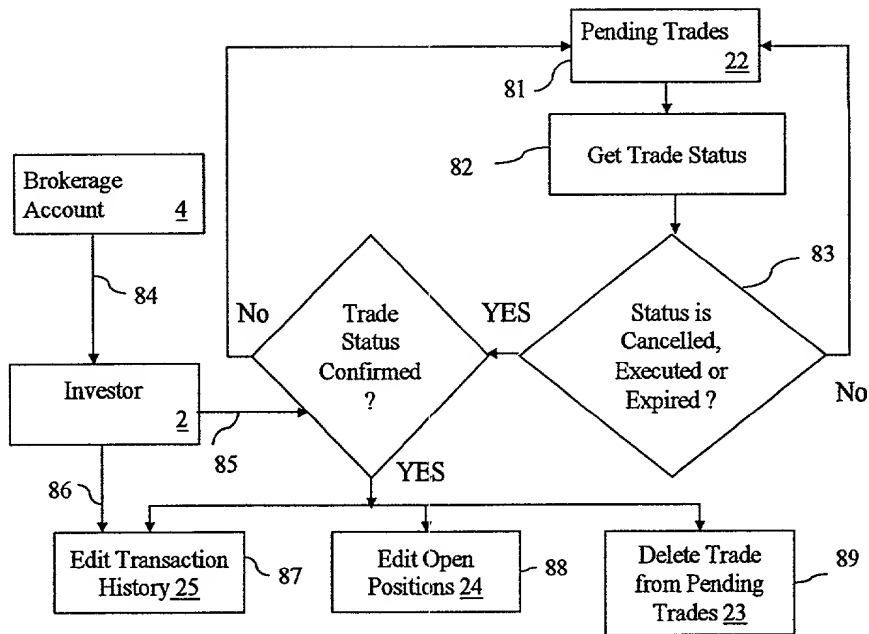 Pending Trades
22
81
82
Get Trade Status
Brokerage
Account 4
84
83
No
Trade
Status
Confirmed
?
YES
Status is
Cancelled,
Executed or
Expired ?
No
Investor
2
85
86
YES
Edit Transaction
History 25
87
Edit Open
Positions 24
88
Delete Trade
from Pending
Trades 23
89